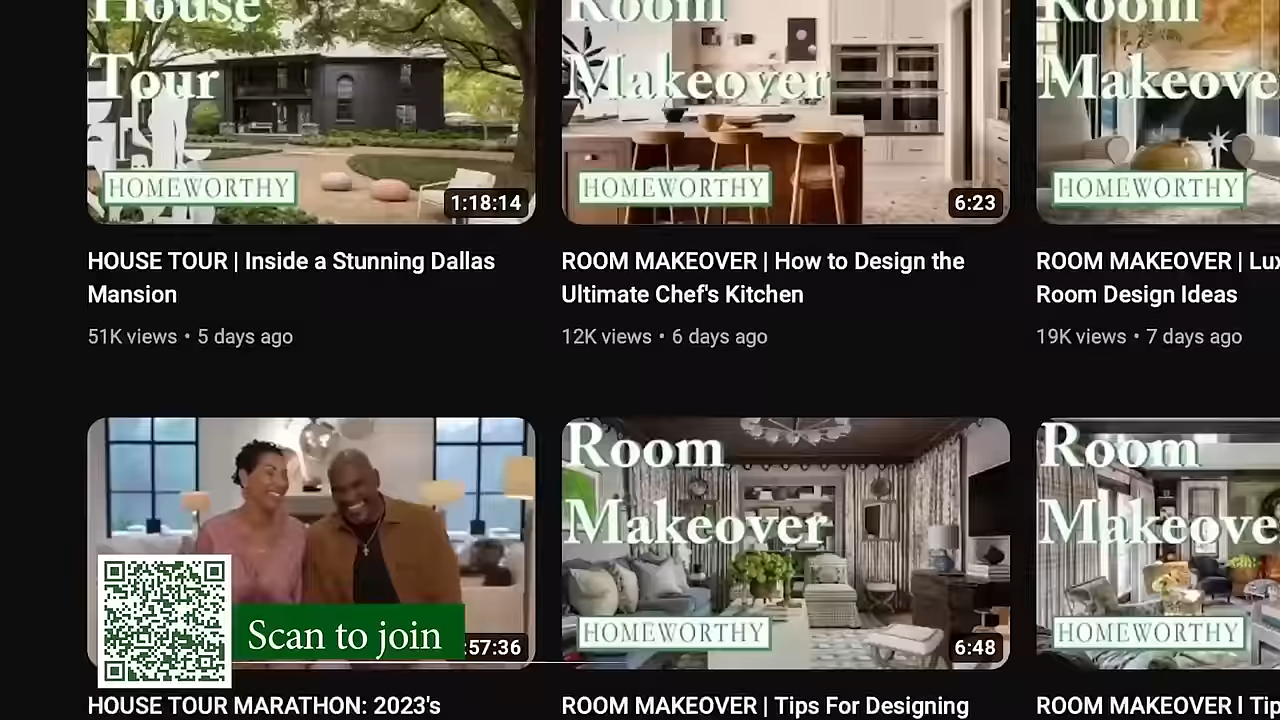 House
Tour
HOMEWORTHY
1:18:14
HOUSE TOUR | Inside a Stunning Dallas
Mansion
51K views • 5 days ago
Room
Makeover
HOMEWORTHY
6:23
ROOM MAKEOVER | How to Design the
Ultimate Chef's Kitchen
12K views • 6 days ago
Room
Makeove
HOMEWORTHY
ROOM MAKEOVER | Lux
Room Design Ideas
19K views • 7 days ago
Scan to join
:57:36
HOUSE TOUR MARATHON: 2023's
Room
Makeover
HOMEWORTHY
6:48
ROOM MAKEOVER | Tips For Designing
Room
Makeove
HOMEWORTHY
ROOM MAKEOVER l Tip